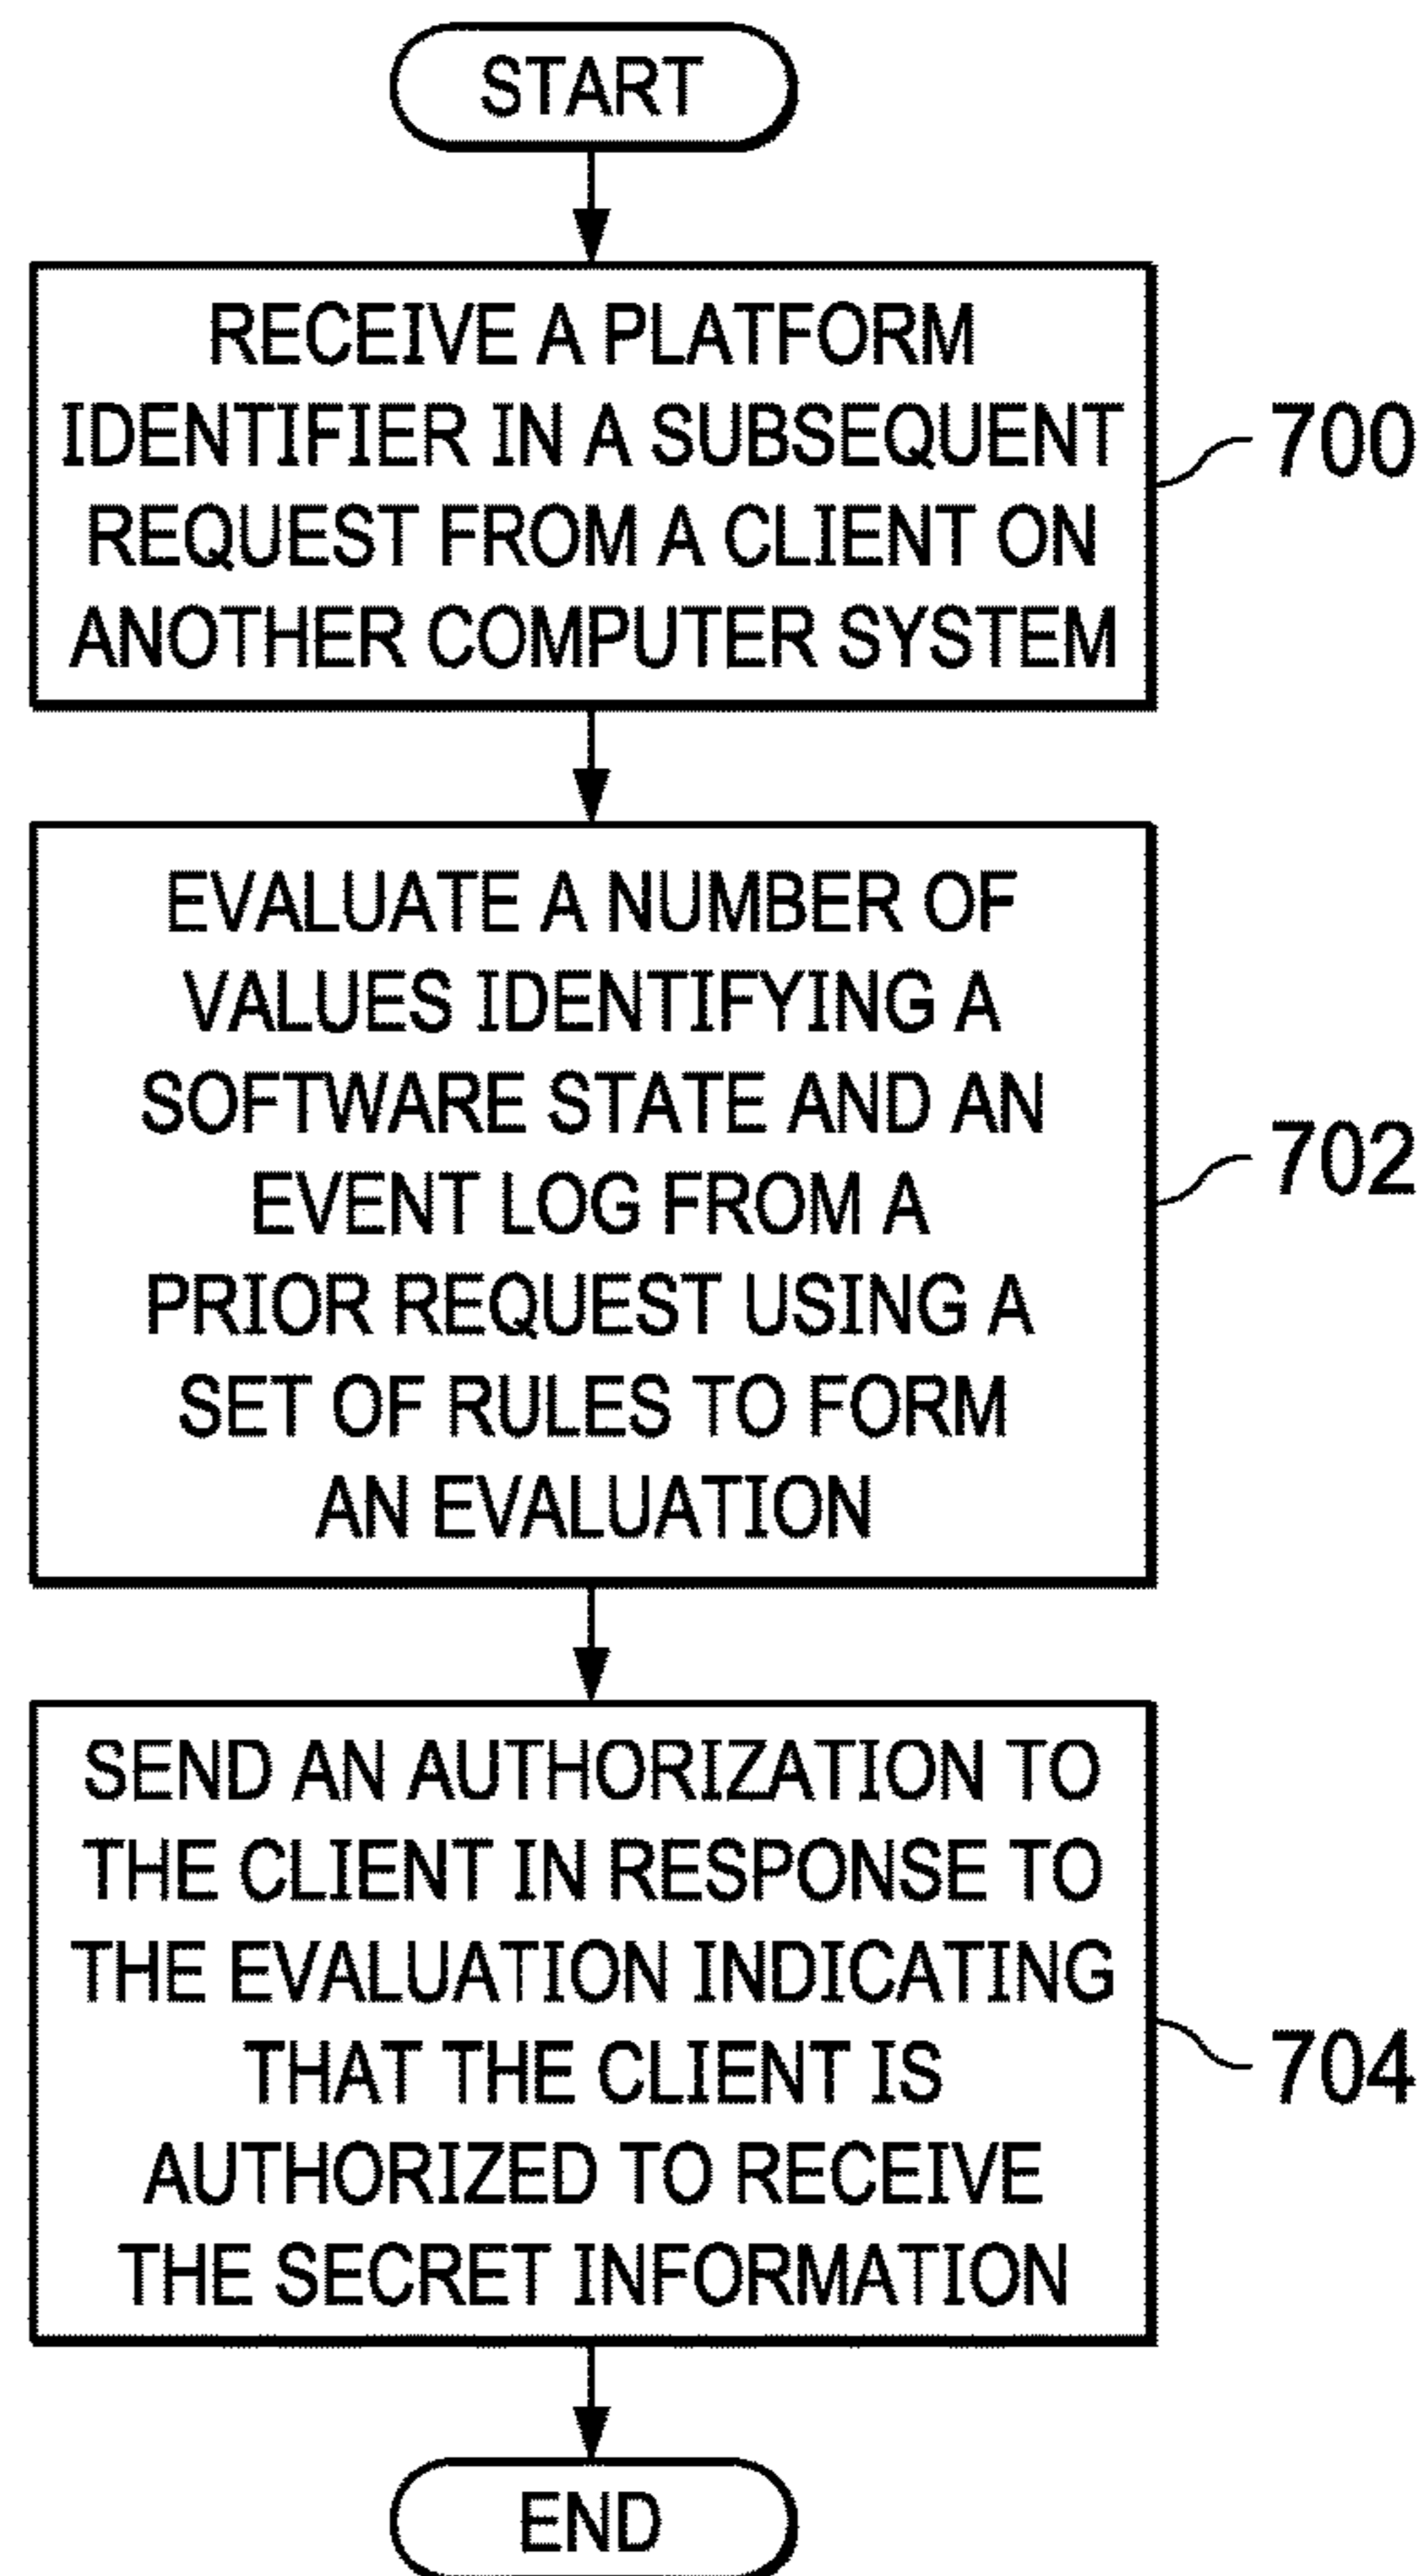 START
RECEIVE A PLATFORM
IDENTIFIER IN A SUBSEQUENT
REQUEST FROM A CLIENT ON
ANOTHER COMPUTER SYSTEM
700
EVALUATE A NUMBER OF
VALUES IDENTIFYING A
SOFTWARE STATE AND AN
EVENT LOG FROM A
PRIOR REQUEST USING A
SET OF RULES TO FORM
AN EVALUATION
702
SEND AN AUTHORIZATION TO
THE CLIENT IN RESPONSE TO
THE EVALUATION INDICATING
THAT THE CLIENT IS
AUTHORIZED TO RECEIVE
THE SECRET INFORMATION
704
END